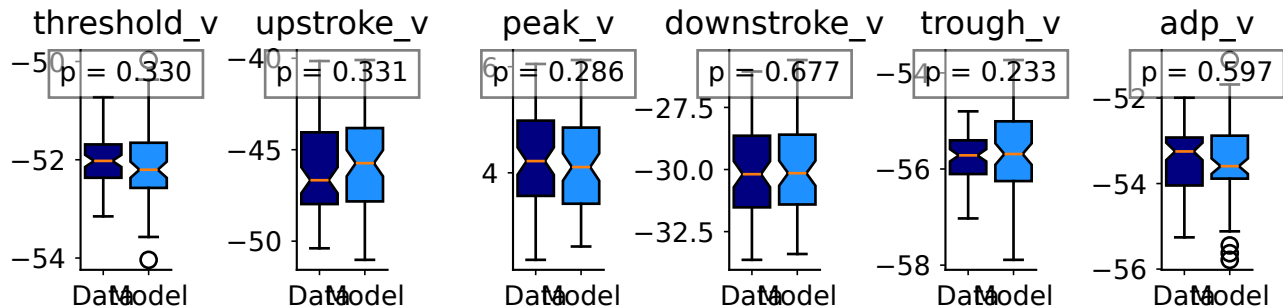 threshold_v
p = 0.330
−50
−52
−54
Data
Model
upstroke_v
p = 0.331
−40
−45
−50
Data
Model
peak_v
p = 0.286
6
4
Data
Model
downstroke_v
p = 0.677
−27.5
−30.0
−32.5
Data
Model
trough_v
p = 0.233
−54
−56
−58
Data
Model
adp_v
p = 0.597
−52
−54
−56
Data
Model